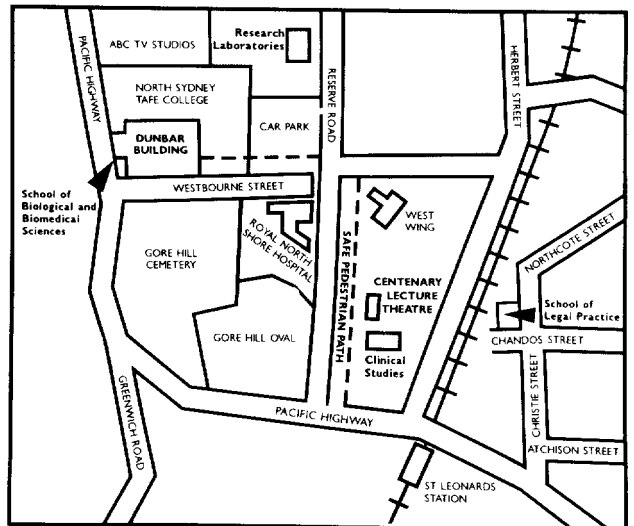 PACIFIC HIGHWAY
ABC TV STUDIOS
Research
Laboratories
RESERVE ROAD
HERBERT STREET
NORTH SYDNEY
TAFE COLLEGE
CAR PARK
DUNBAR
BUILDING
WESTBOURNE STREET
School of
Biological and
Biomedical
Sciences
WEST
WING
ROYAL NORTH
SHORE HOSPITAL
SAFE PEDESTRIAN PATH
NORTHCOTE STREET
GORE HILL
CEMETERY
CENTENARY
LECTURE
THEATRE
School of
Legal Practice
GORE HILL OVAL
Clinical
Studies
CHANDOS STREET
CHRISTIE STREET
GREENWICH ROAD
PACIFIC HIGHWAY
ATCHISON STREET
ST LEONARDS
STATION